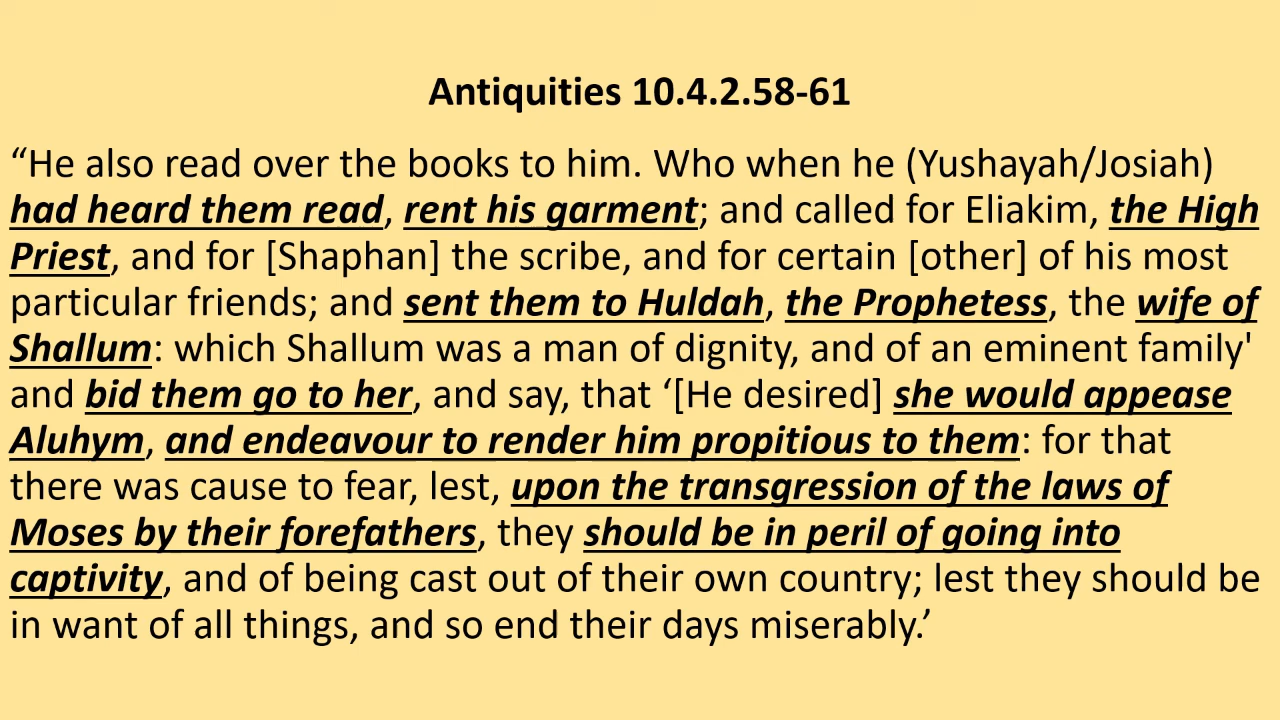 Antiquities 10.4.2.58-61
“He also read over the books to him. Who when he (Yushayah/Josiah)
had heard them read, rent his garment; and called for Eliakim, the High
Priest, and for [Shaphan] the scribe, and for certain [other] of his most
particular friends; and sent them to Huldah, the Prophetess, the wife of
Shallum: which Shallum was a man of dignity, and of an eminent family'
and bid them go to her, and say, that ‘[He desired] she would appease
Aluhym, and endeavour to render him propitious to them: for that
there was cause to fear, lest, upon the transgression of the laws of
Moses by their forefathers, they should be in peril of going into
captivity, and of being cast out of their own country; lest they should be
in want of all things, and so end their days miserably.’